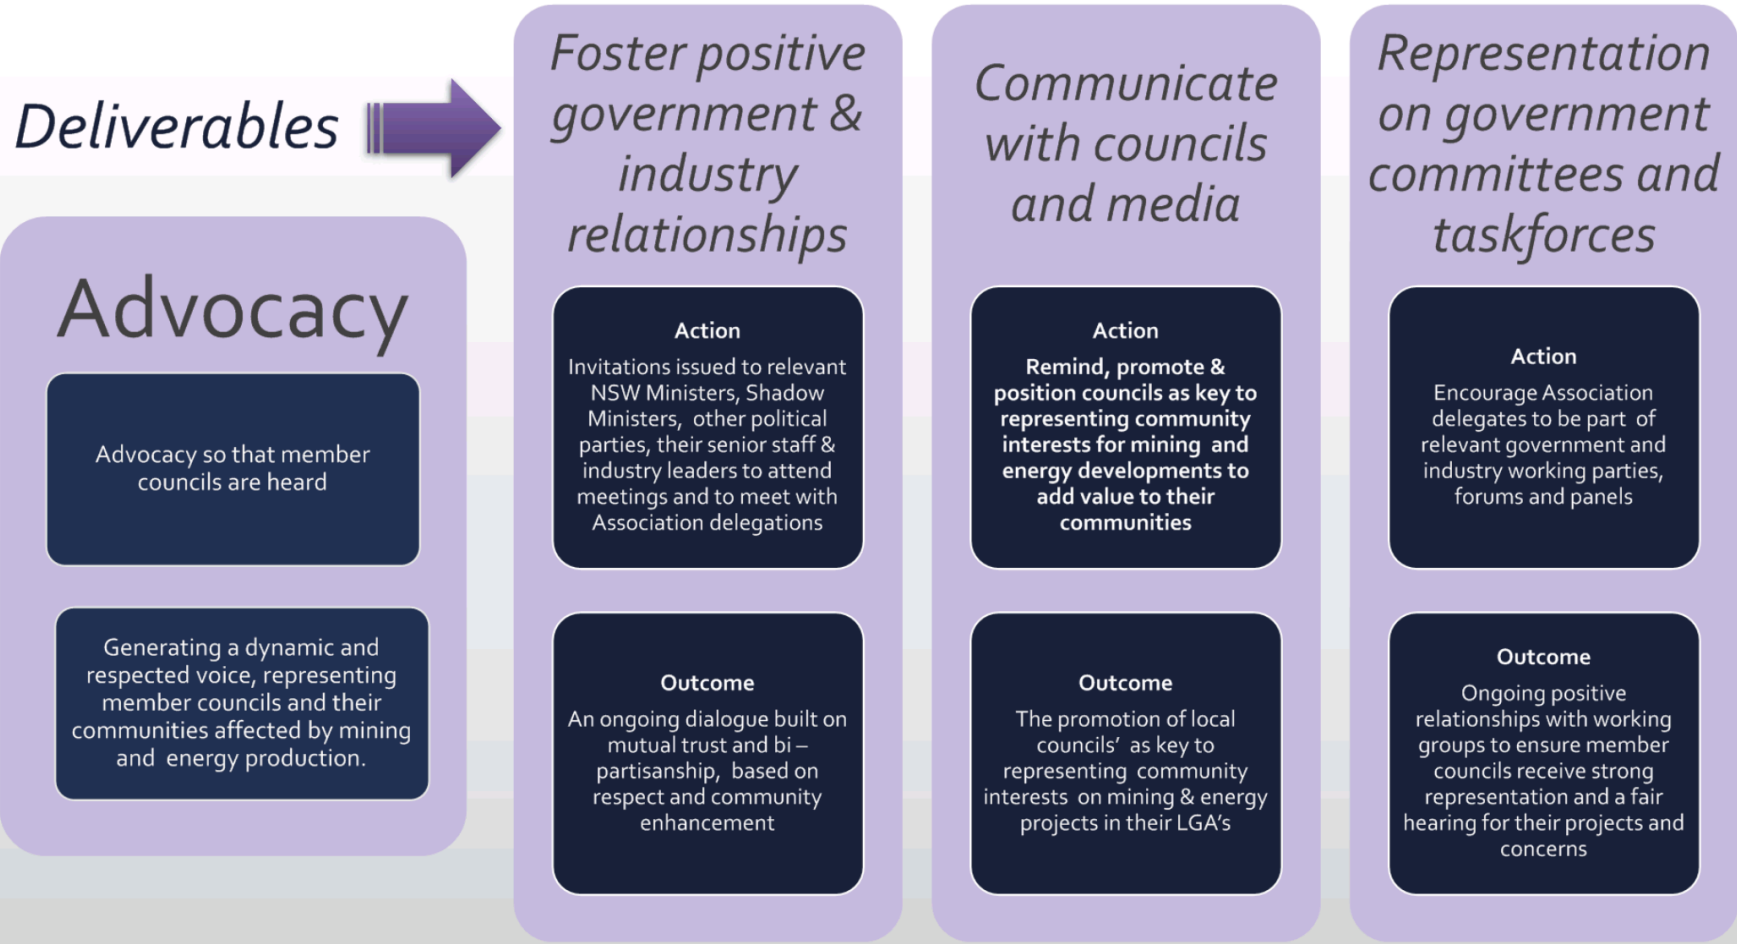 Deliverables
Advocacy
Advocacy so that member
councils are heard
Generating a dynamic and
respected voice, representing
member councils and their
communities affected by mining
and energy production.
Foster positive
government &
industry
relationships
Action
Invitations issued to relevant
NSW Ministers, Shadow
Ministers, other political
parties, their senior staff &
industry leaders to attend
meetings and to meet with
Association delegations
Outcome
An ongoing dialogue built on
mutual trust and bi –
partisanship, based on
respect and community
enhancement
Communicate
with councils
and media
Action
Remind, promote &
position councils as key to
representing community
interests for mining and
energy developments to
add value to their
communities
Outcome
The promotion of local
councils’ as key to
representing community
interests on mining & energy
projects in their LGA’s
Representation
on government
committees and
taskforces
Action
Encourage Association
delegates to be part of
relevant government and
industry working parties,
forums and panels
Outcome
Ongoing positive
relationships with working
groups to ensure member
councils receive strong
representation and a fair
hearing for their projects and
concerns